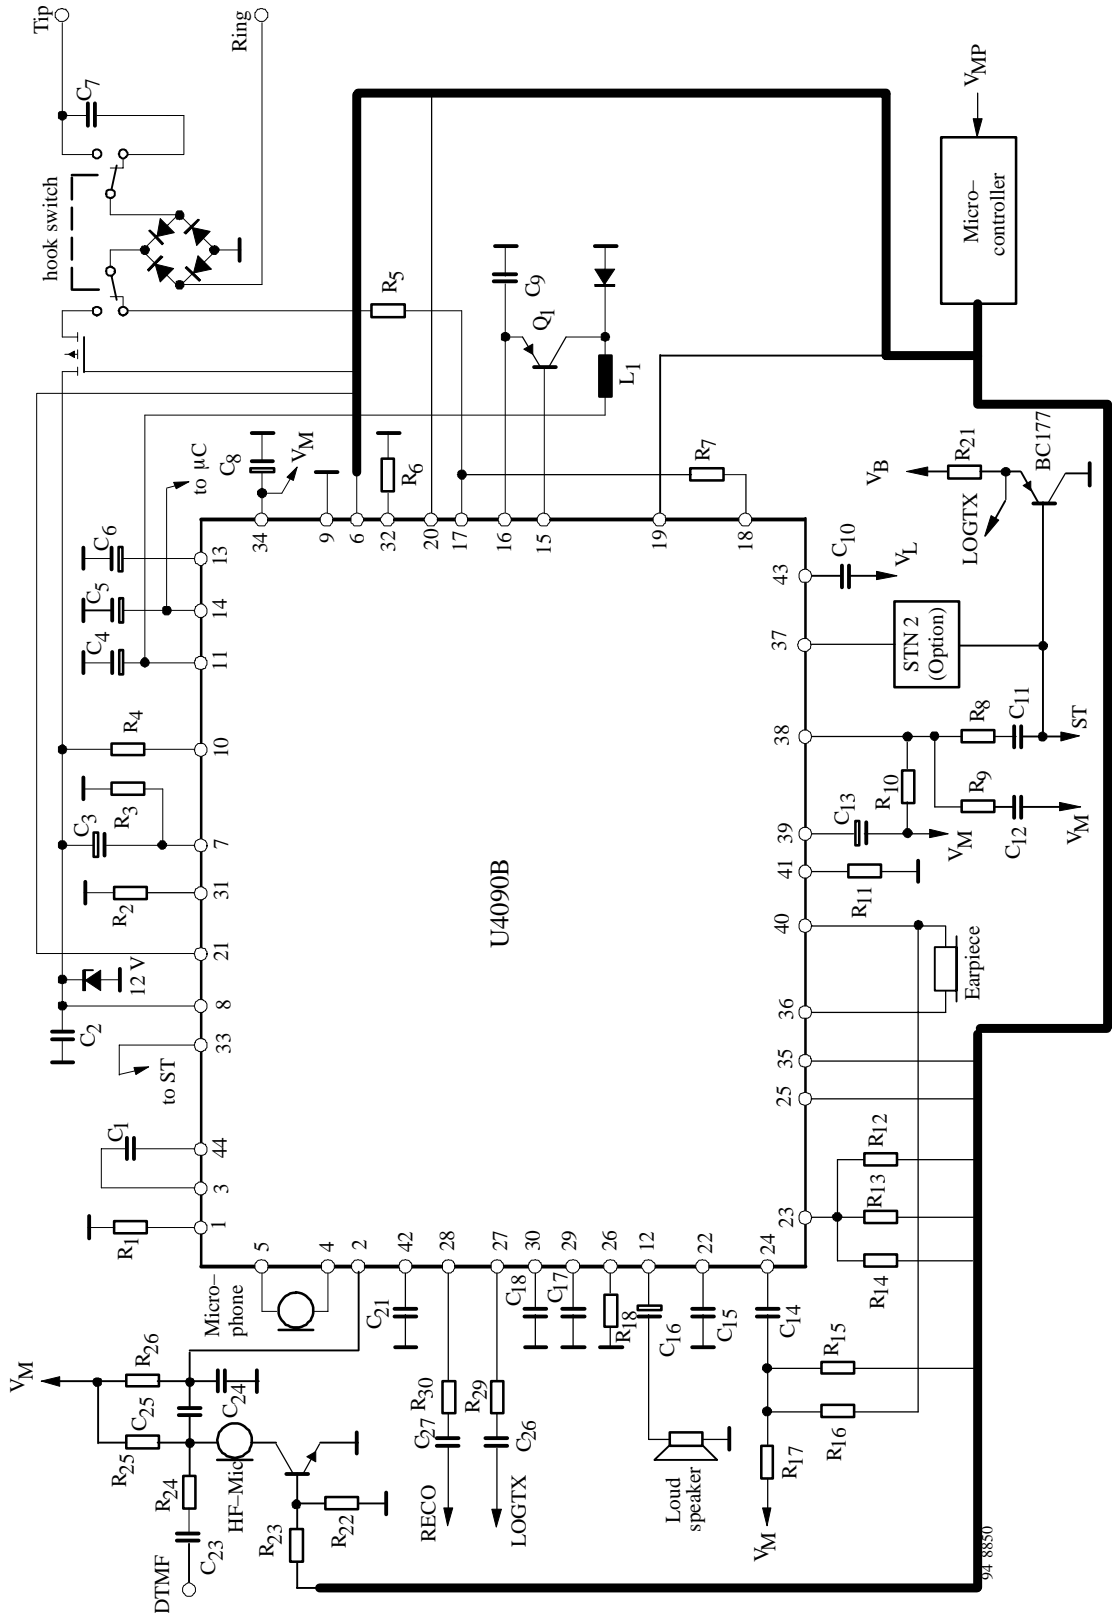 Tip
C7
Ring
hook switch
R5
C9
Q1
L1
Micro–
controller
VMP
to µC
C8
VM
R6
R7
C6
C5
C4
R4
C3
R3
R2
12 V
C2
to ST
C1
R1
13
14
11
10
7
31
21
8
33
44
3
1
34
9
6
32
20
17
16
15
19
18
43
37
38
39
41
40
36
35
25
23
5
4
2
42
28
27
30
29
26
12
22
24
U4090B
C10
VL
STN 2
(Option)
VB
R21
LOGTX
BC177
R8
C11
ST
R9
C12
VM
R10
C13
VM
R11
Earpiece
R12
R13
R14
R15
R16
C14
R17
VM
C15
C16
Loud
speaker
R18
C17
C18
R29
C26
LOGTX
R30
C27
RECO
C21
Micro–
phone
VM
R26
C24
C25
R25
R24
HF–Mic
C23
DTMF
R23
R22
94 8850